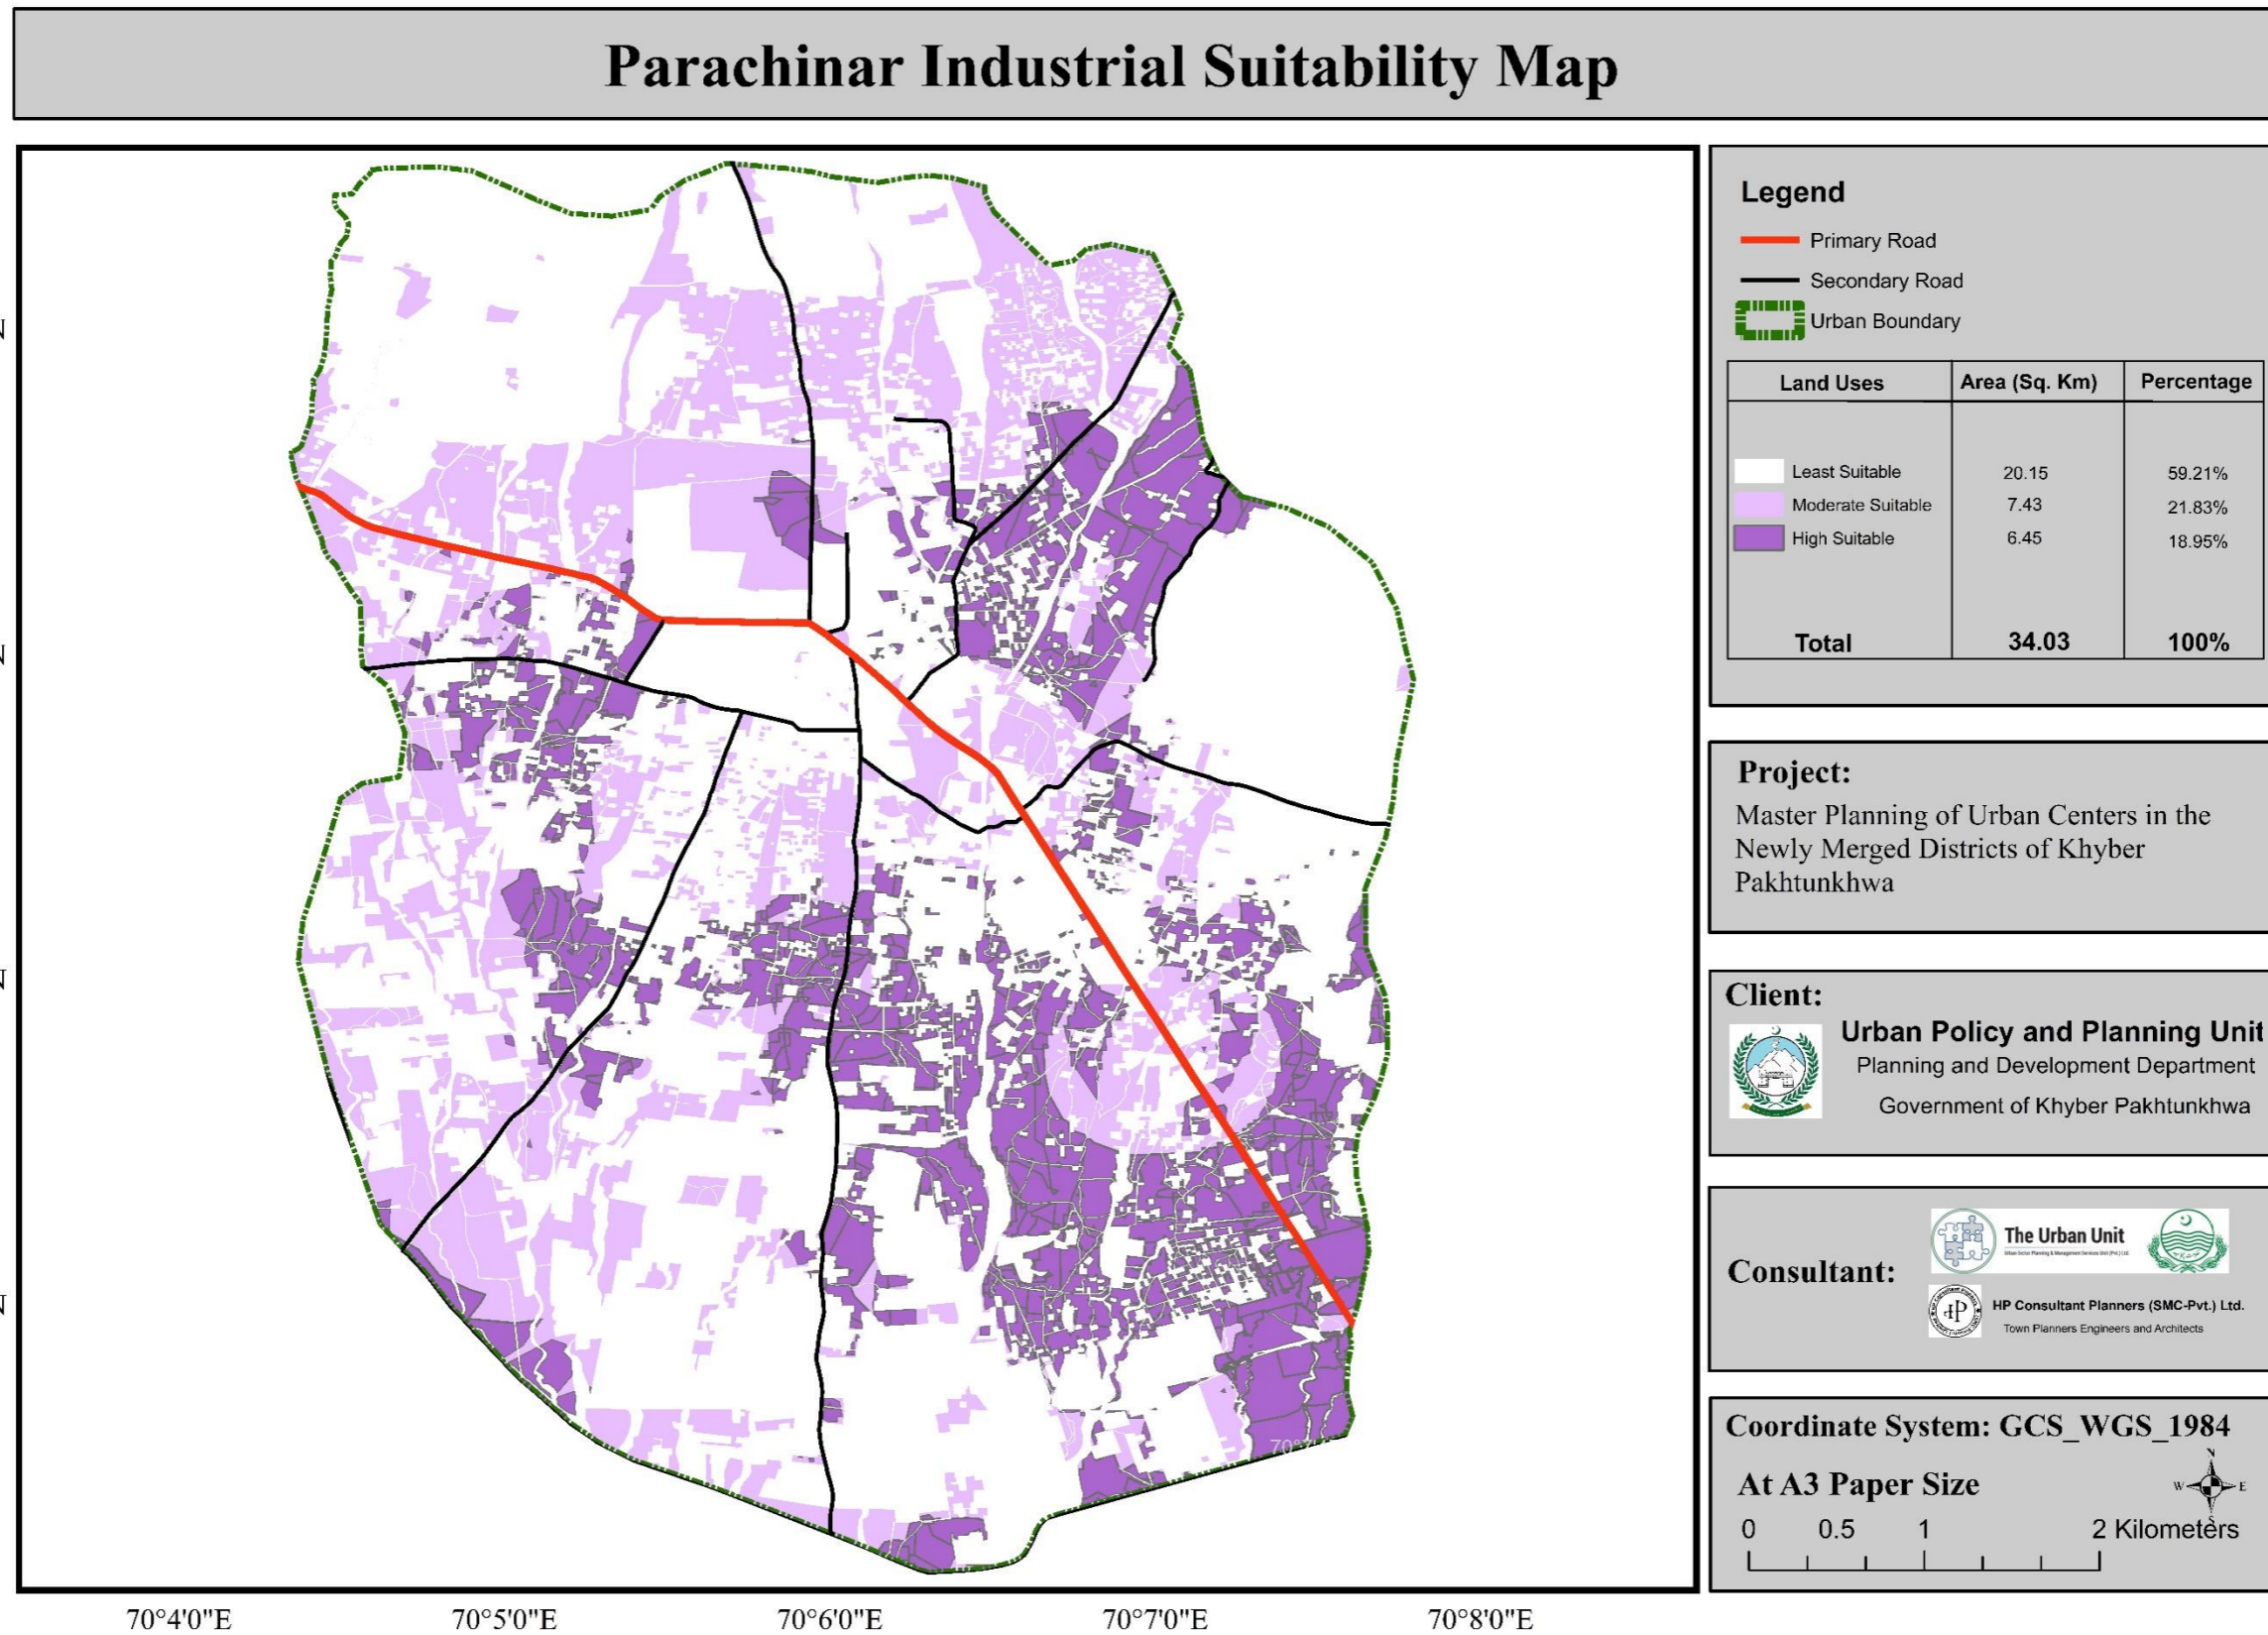 Parachinar Industrial Suitability Map
Legend
Primary Road
Secondary Road
Urban Boundary
Land Uses Area (Sq. Km) Percentage
Least Suitable 20.15 59.21%
Moderate Suitable 7.43 21.83%
High Suitable 6.45 18.95%
Total 34.03 100%
Project:
Master Planning of Urban Centers in the
Newly Merged Districts of Khyber
Pakhtunkhwa
Client:
Urban Policy and Planning Unit
Planning and Development Department
Government of Khyber Pakhtunkhwa
Consultant:
The Urban Unit
HP Consultant Planners (SMC-Pvt.) Ltd.
Town Planners Engineers and Architects
Coordinate System: GCS_WGS_1984
At A3 Paper Size
N
W E
S
0 0.5 1 2 Kilometers
N
N
N
N
70°4'0"E 70°5'0"E 70°6'0"E 70°7'0"E 70°8'0"E